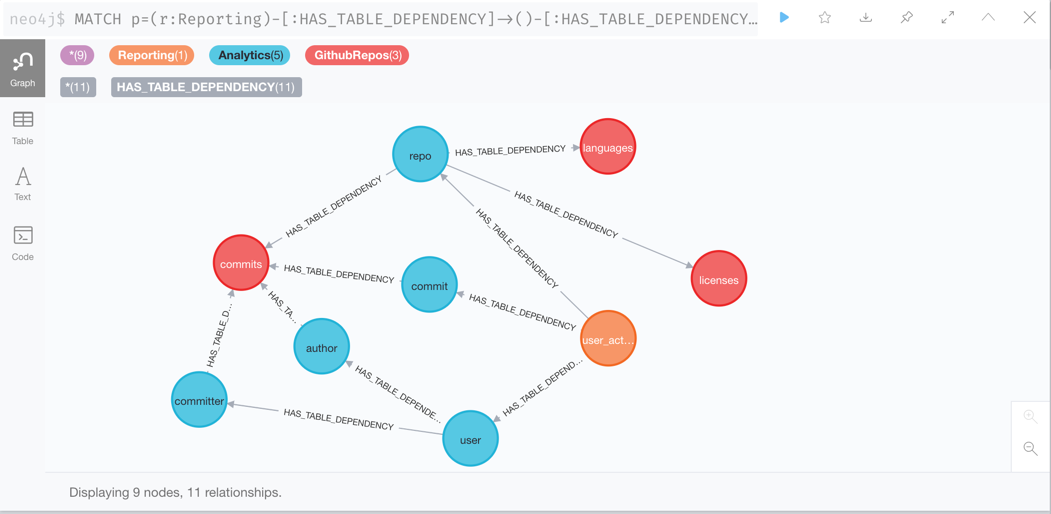 neo4j$ MATCH p=(r:Reporting)-[:HAS_TABLE_DEPENDENCY]→()-[:HAS_TABLE_DEPENDENCY…
*(9) Reporting(1) Analytics(5) GithubRepos(3)
*(11) HAS_TABLE_DEPENDENCY(11)
Graph
Table
Text
Code
repo
HAS_TABLE_DEPENDENCY
languages
HAS_TABLE_DEPENDENCY
HAS_TABLE_DEPENDENCY
HAS_TABLE_DEPENDENCY
commits
HAS_TABLE_DEPENDENCY
commit
HAS_TABLE_DEPENDENCY
licenses
HAS_TA…
HAS_TABLE_D…
author
user_act…
HAS_TABLE_DEPENDE…
HAS_TABLE_DEPEND…
committer
HAS_TABLE_DEPENDENCY
user
Displaying 9 nodes, 11 relationships.